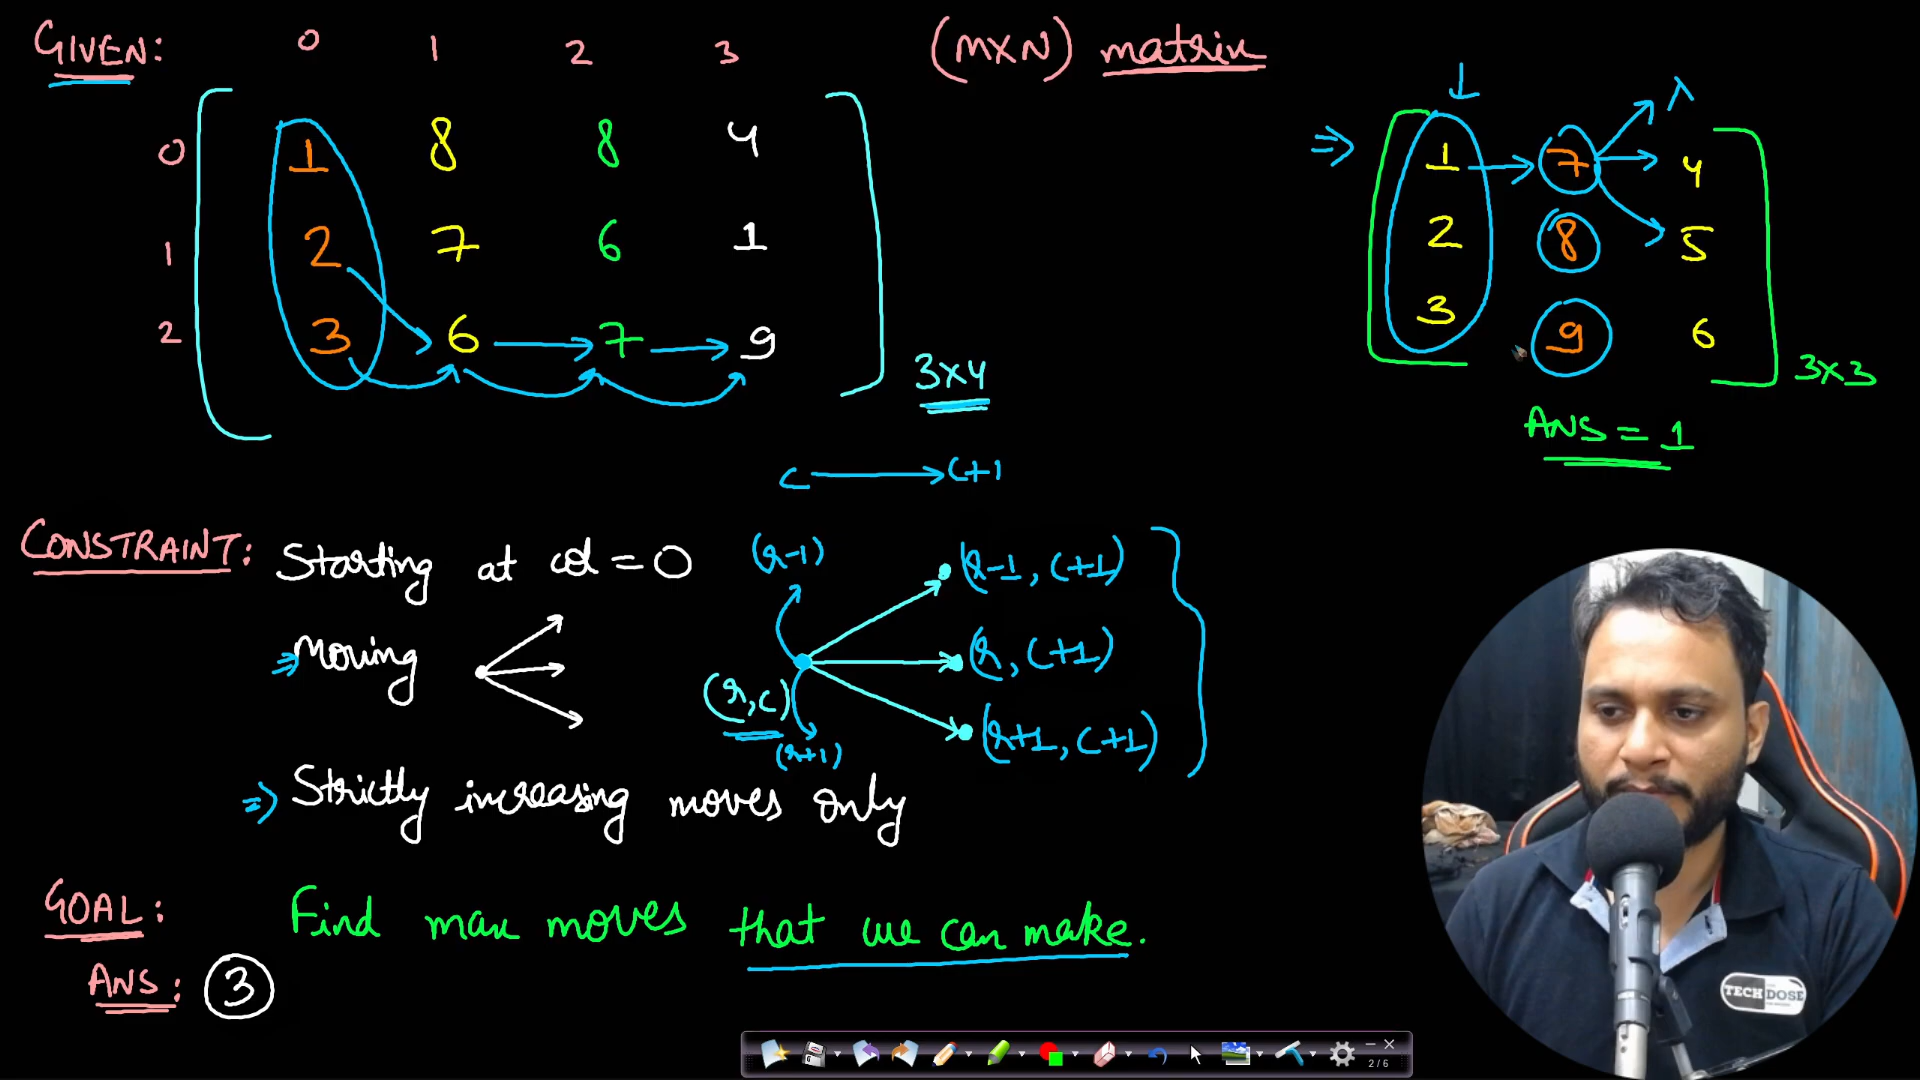 GIVEN: 0 1 2 3 (MXN) matrix
0 1 8 8 4
1 2 7 6 1
2 3 6 7 9
3X4
⇒ 1 → 7 4
2 8 5
3 9 6
3X3
ANS = 1
c → c+1
CONSTRAINT: Starting at col = 0
(r-1) (r-1, c+1)
⇒ Moving
(r, c) (r, c+1)
(r+1) (r+1, c+1)
⇒ Strictly increasing moves only
GOAL: Find max moves that we can make.
ANS: 3
TECH DOSE
2/6